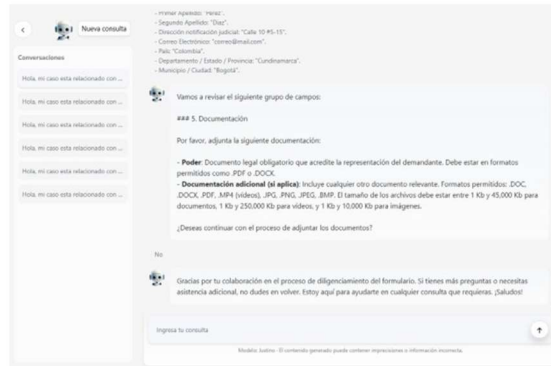 Nueva consulta
Conversaciones
Hola, mi caso esta relacionado con ...
Hola, mi caso esta relacionado con ...
Hola, mi caso esta relacionado con ...
Hola, mi caso esta relacionado con ...
Hola, mi caso esta relacionado con ...
Hola, mi caso esta relacionado con ...
- Primer Apellido: "Pérez".
- Segundo Apellido: "Díaz".
- Dirección notificación judicial: "Calle 10 #5-15".
- Correo Electrónico: "correo@mail.com".
- País: "Colombia".
- Departamento / Estado / Provincia: "Cundinamarca".
- Municipio / Ciudad: "Bogotá".
Vamos a revisar el siguiente grupo de campos:
### 5. Documentación
Por favor, adjunta la siguiente documentación:
- Poder: Documento legal obligatorio que acredite la representación del demandante. Debe estar en formatos
permitidos como .PDF o .DOCX.
- Documentación adicional (si aplica): Incluye cualquier otro documento relevante. Formatos permitidos: .DOC,
.DOCX, .PDF, .MP4 (videos), .JPG, .PNG, .JPEG, .BMP. El tamaño de los archivos debe estar entre 1 Kb y 45,000 Kb para
documentos, 1 Kb y 250,000 Kb para videos, y 1 Kb y 10,000 Kb para imágenes.
¿Deseas continuar con el proceso de adjuntar los documentos?
No
Gracias por tu colaboración en el proceso de diligenciamiento del formulario. Si tienes más preguntas o necesitas
asistencia adicional, no dudes en volver. Estoy aquí para ayudarte en cualquier consulta que requieras. ¡Saludos!
Ingresa tu consulta
Modelo: Justina - El contenido generado puede contener imprecisiones o información incorrecta.